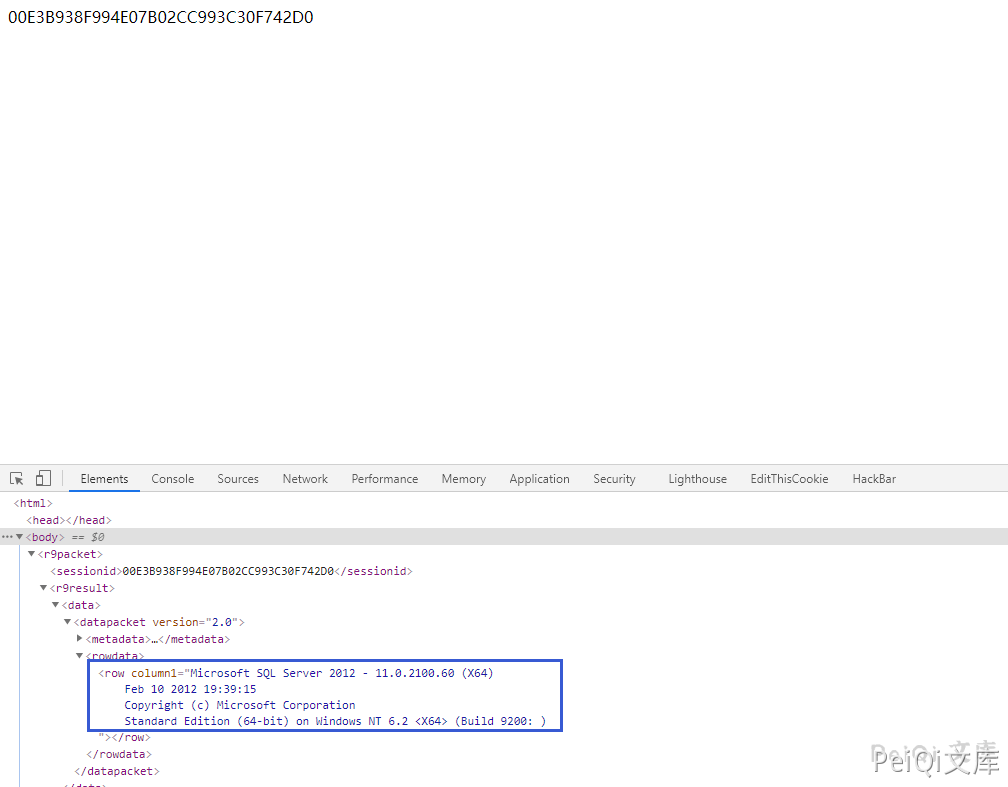 00E3B938F994E07B02CC993C30F742D0
Elements Console Sources Network Performance Memory Application Security Lighthouse EditThisCookie HackBar
<html>
<head></head>
<body> == $0
<r9packet>
<sessionid>00E3B938F994E07B02CC993C30F742D0</sessionid>
<r9result>
<data>
<datapacket version="2.0">
<metadata>…</metadata>
<rowdata>
<row column1="Microsoft SQL Server 2012 - 11.0.2100.60 (X64)
Feb 10 2012 19:39:15
Copyright (c) Microsoft Corporation
Standard Edition (64-bit) on Windows NT 6.2 <X64> (Build 9200: )
"></row>
</rowdata>
</datapacket>
</data>
PeiQi 文库
PeiQi文库